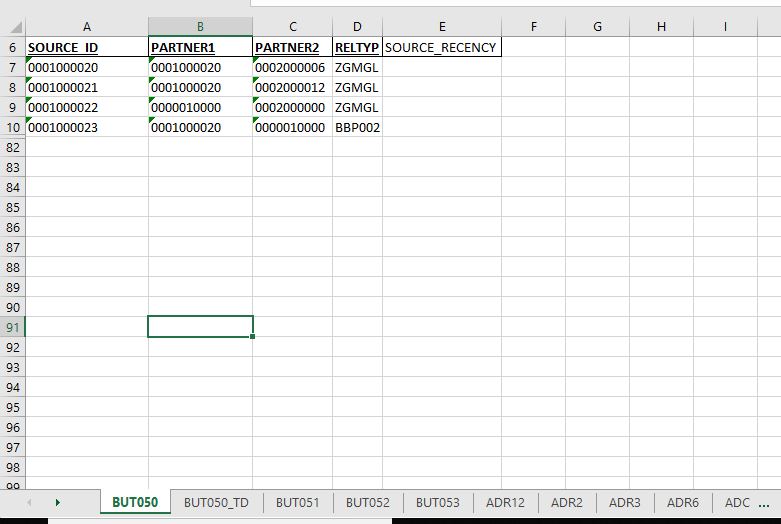 A B C D E F G H I
6 SOURCE_ID PARTNER1 PARTNER2 RELTYP SOURCE_RECENCY
7 0001000020 0001000020 0002000006 ZGMGL
8 0001000021 0001000020 0002000012 ZGMGL
9 0001000022 0000010000 0002000000 ZGMGL
10 0001000023 0001000020 0000010000 BBP002
82
83
84
85
86
87
88
89
90
91
92
93
94
95
96
97
98
99
BUT050 BUT050_TD BUT051 BUT052 BUT053 ADR12 ADR2 ADR3 ADR6 ADC ...